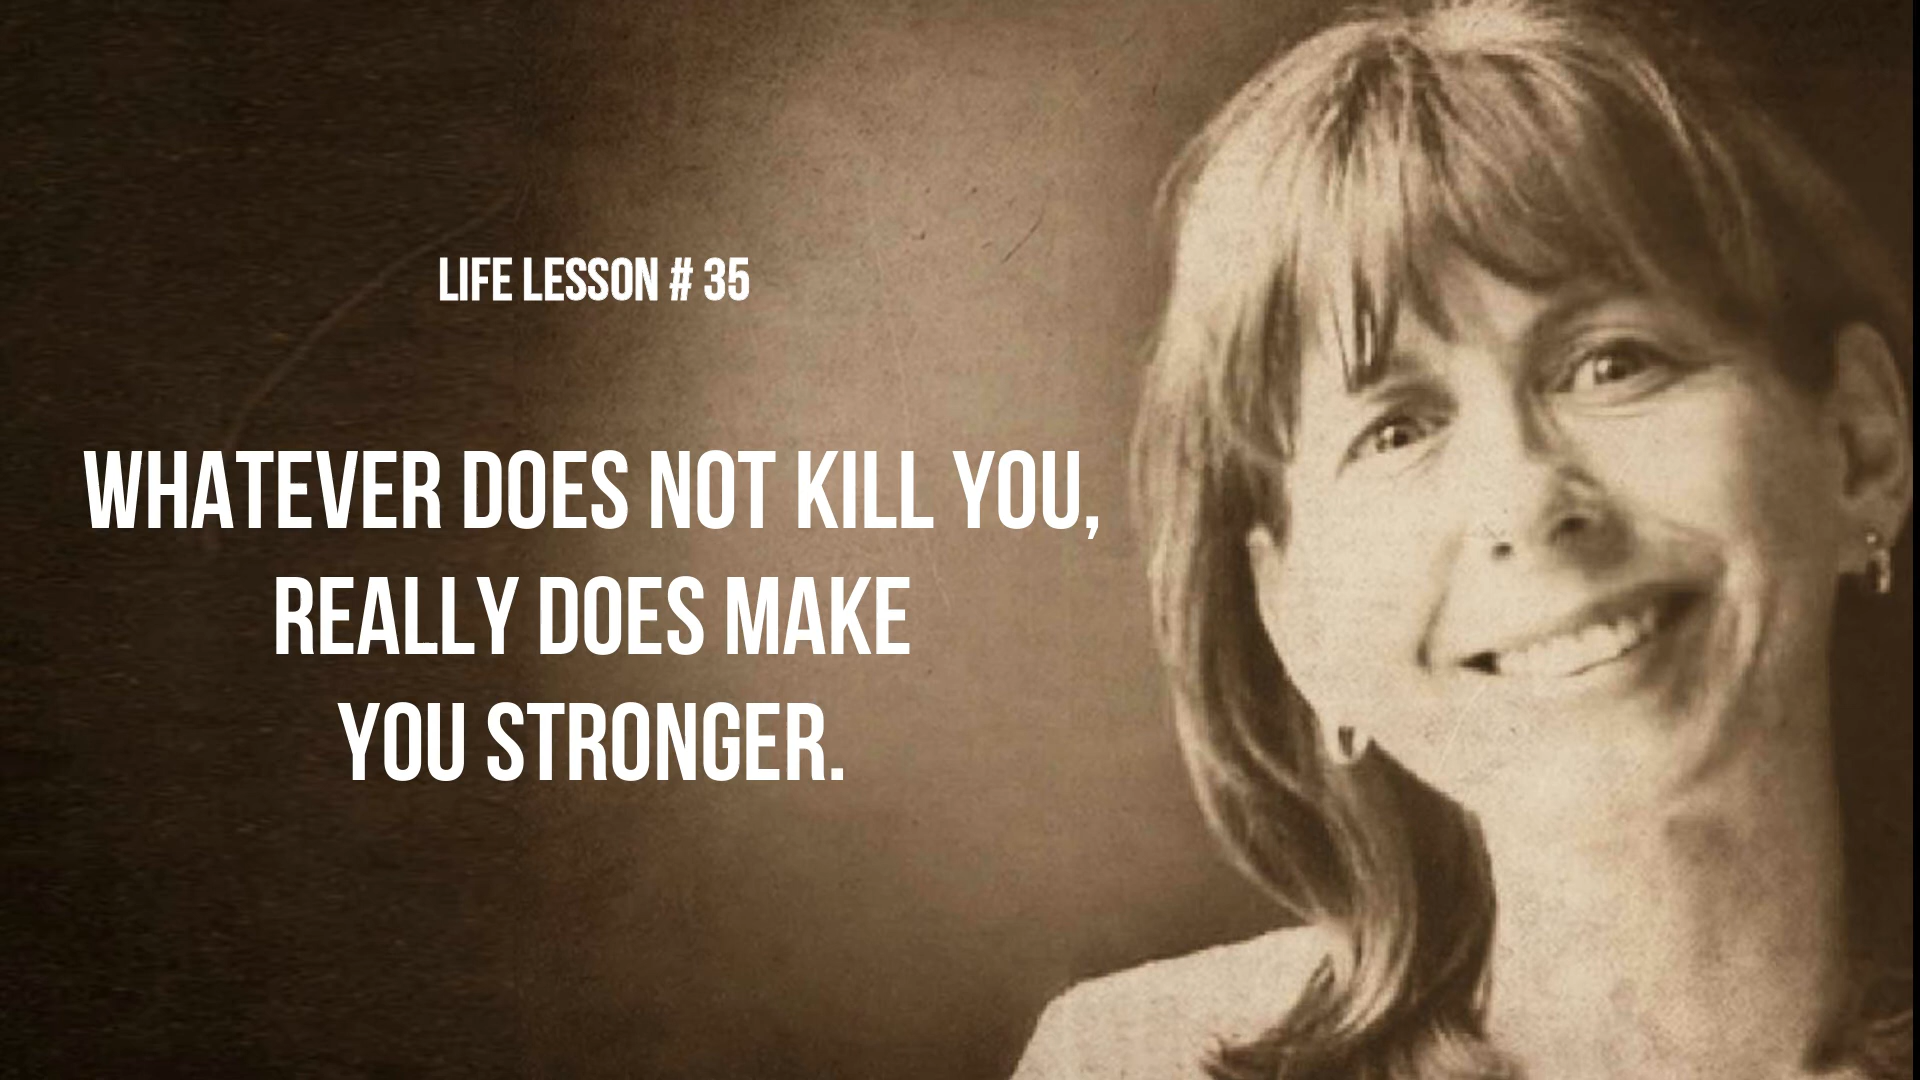 LIFE LESSON # 35
WHATEVER DOES NOT KILL YOU,
REALLY DOES MAKE
YOU STRONGER.